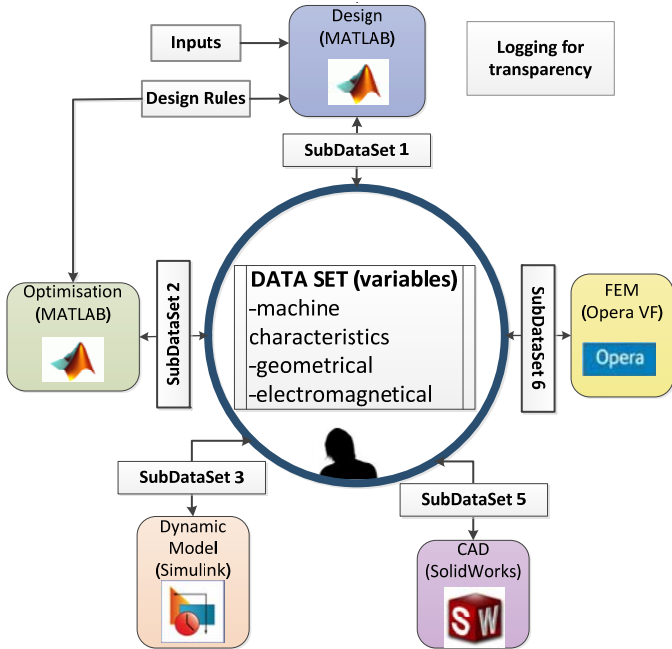 Design
(MATLAB)
Inputs
Logging for
transparency
Design Rules
SubDataSet 1
DATA SET (variables)
-machine
characteristics
-geometrical
-electromagnetical
Optimisation
(MATLAB)
SubDataSet 2
SubDataSet 6
FEM
(Opera VF)
Opera
SubDataSet 3
SubDataSet 5
Dynamic
Model
(Simulink)
CAD
(SolidWorks)
SW